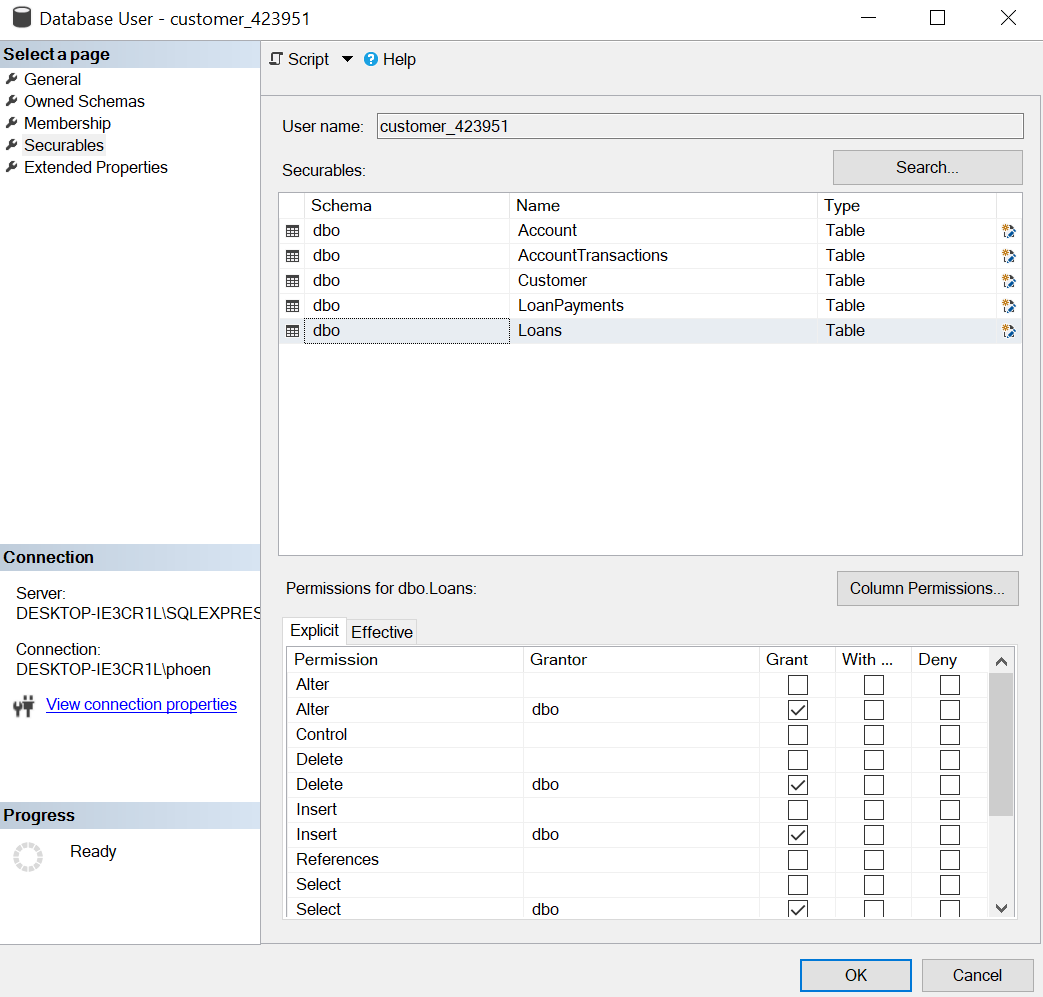 Database User - customer_423951
Select a page
General
Owned Schemas
Membership
Securables
Extended Properties
Script
Help
User name: customer_423951
Securables:
Search...
Schema Name Type
dbo Account Table
dbo AccountTransactions Table
dbo Customer Table
dbo LoanPayments Table
dbo Loans Table
Connection
Server:
DESKTOP-IE3CR1L\SQLEXPRES
Connection:
DESKTOP-IE3CR1L\phoen
View connection properties
Progress
Ready
Permissions for dbo.Loans:
Column Permissions...
Explicit Effective
Permission Grantor Grant With ... Deny
Alter
Alter dbo
Control
Delete
Delete dbo
Insert
Insert dbo
References
Select
Select dbo
OK Cancel